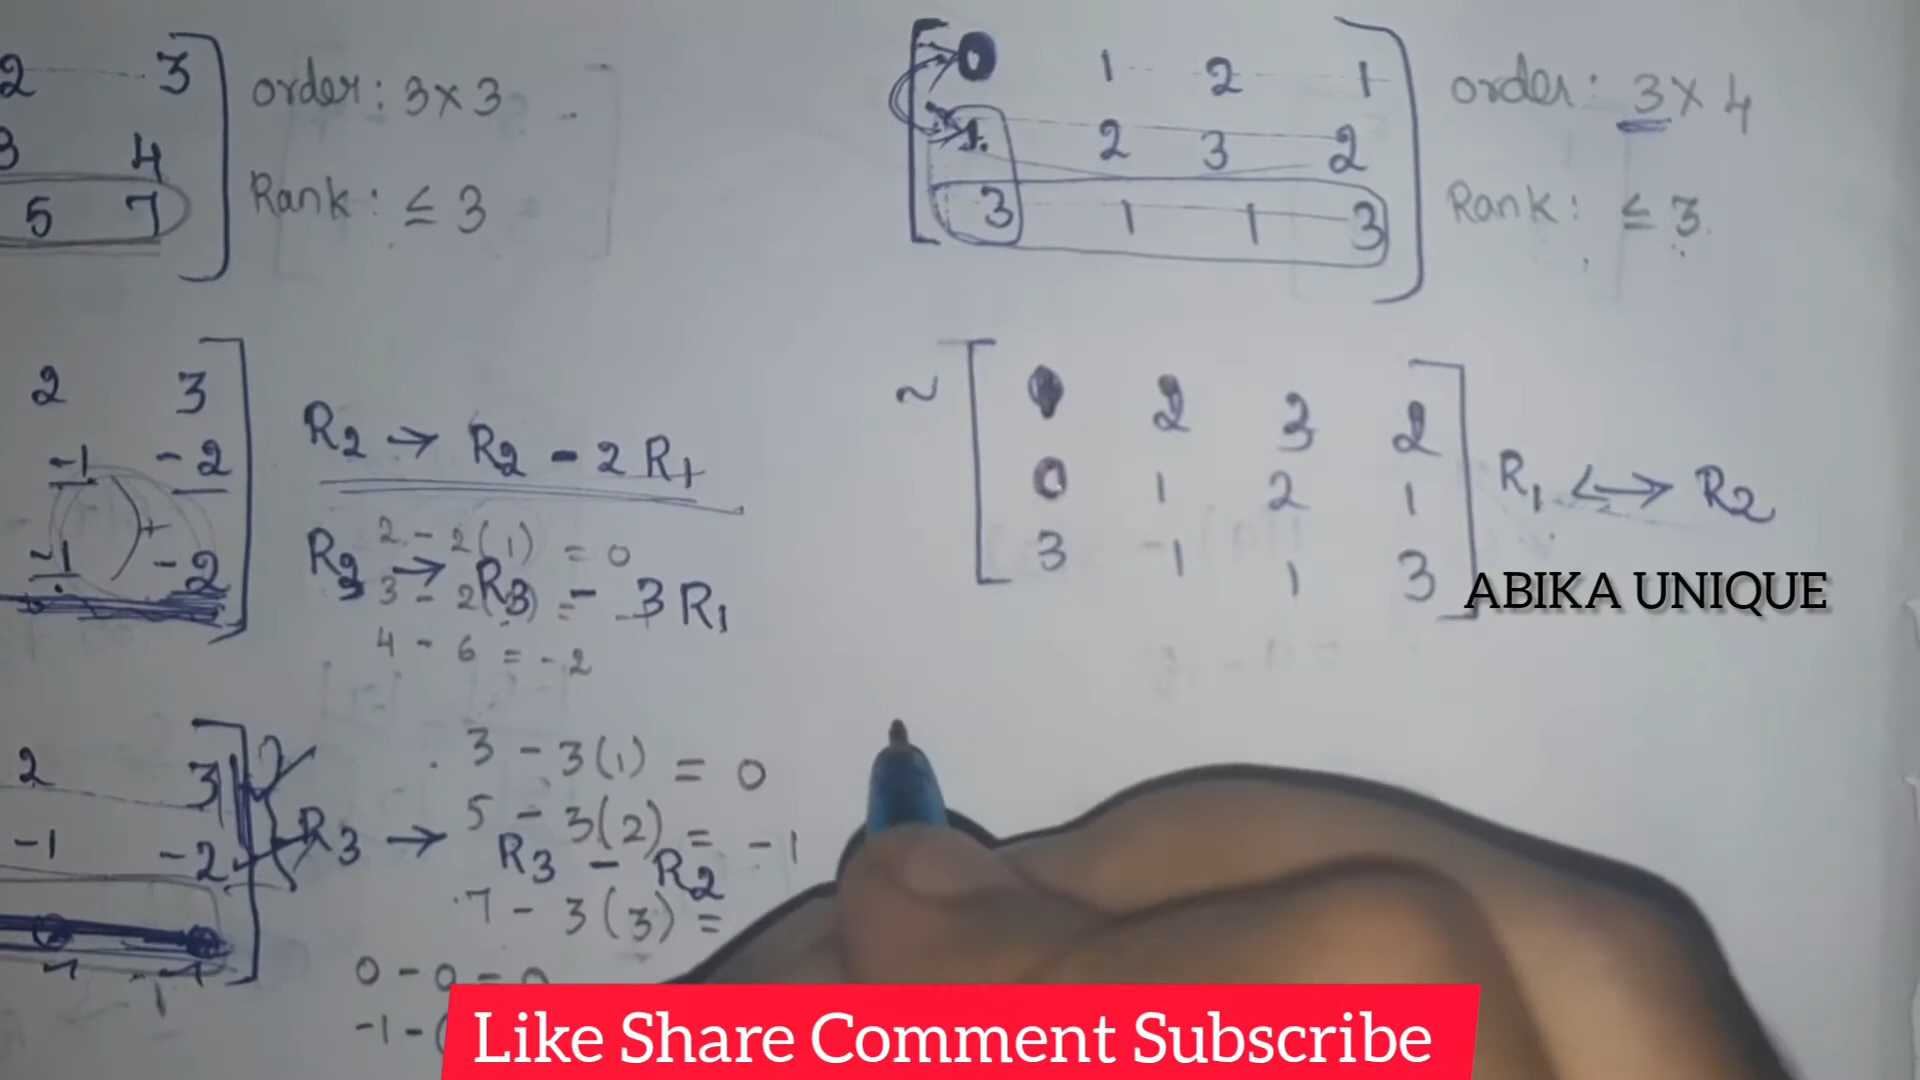 2 3
order: 3 × 3
3 4
5 7
Rank: ≤ 3
0 1 2 1
order: 3 × 4
1 2 3 2
3 1 1 3
Rank: ≤ 3
2 3
-1 -2
-1 -2
R2 → R2 - 2 R1
2 - 2(1) = 0
R3 → R3 - 3 R1
4 - 6 = -2
~
2 3 2
0 1 2 1
3 -1 1 3
R1 <-> R2
ABIKA UNIQUE
2 3
-1 -2
3 - 3(1) = 0
5 - 3(2) = -1
R3 → R3 - R2
7 - 3(3) =
0 - 0 = 0
-1 - (
Like Share Comment Subscribe